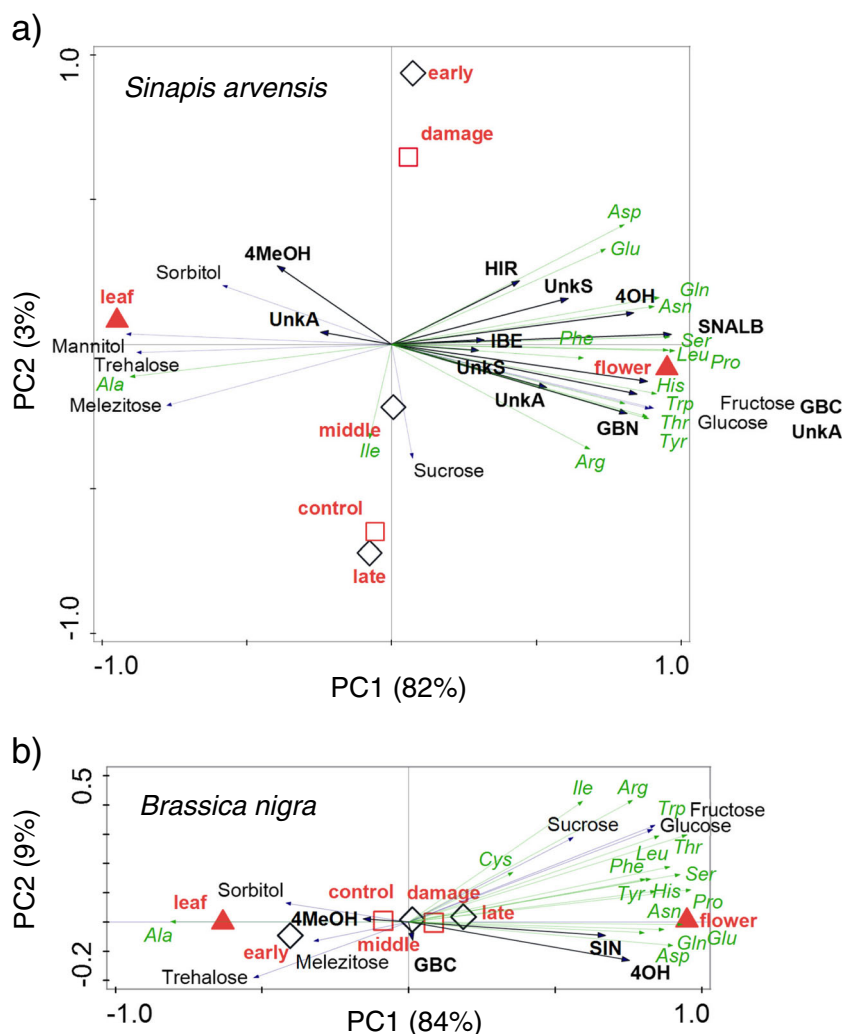 a)
1.0
Sinapis arvensis
early
damage
Asp
Glu
4MeOH
HIR
Sorbitol
UnkS
4OH
Gln
leaf
Asn
UnkA
SNALB
Mannitol
IBE
Phe
Ser
Trehalose
UnkS
flower
Leu
Pro
Ala
His
Melezitose
UnkA
Trp
Fructose GBC
middle
GBN
Thr
Glucose
UnkA
Ile
Sucrose
Arg
Tyr
control
late
PC2 (3%)
-1.0
-1.0
1.0
PC1 (82%)
b)
0.5
Brassica nigra
Ile
Arg
Trp Fructose
Sucrose
Glucose
Cys
Leu
Thr
Phe
Ser
Sorbitol
control
damage
leaf
4MeOH
late
Tyr
His
Pro
Asn
flower
Ala
early
middle
SIN
Gln
Glu
Melezitose
GBC
Asp
Trehalose
4OH
PC2 (9%)
-0.2
-1.0
1.0
PC1 (84%)